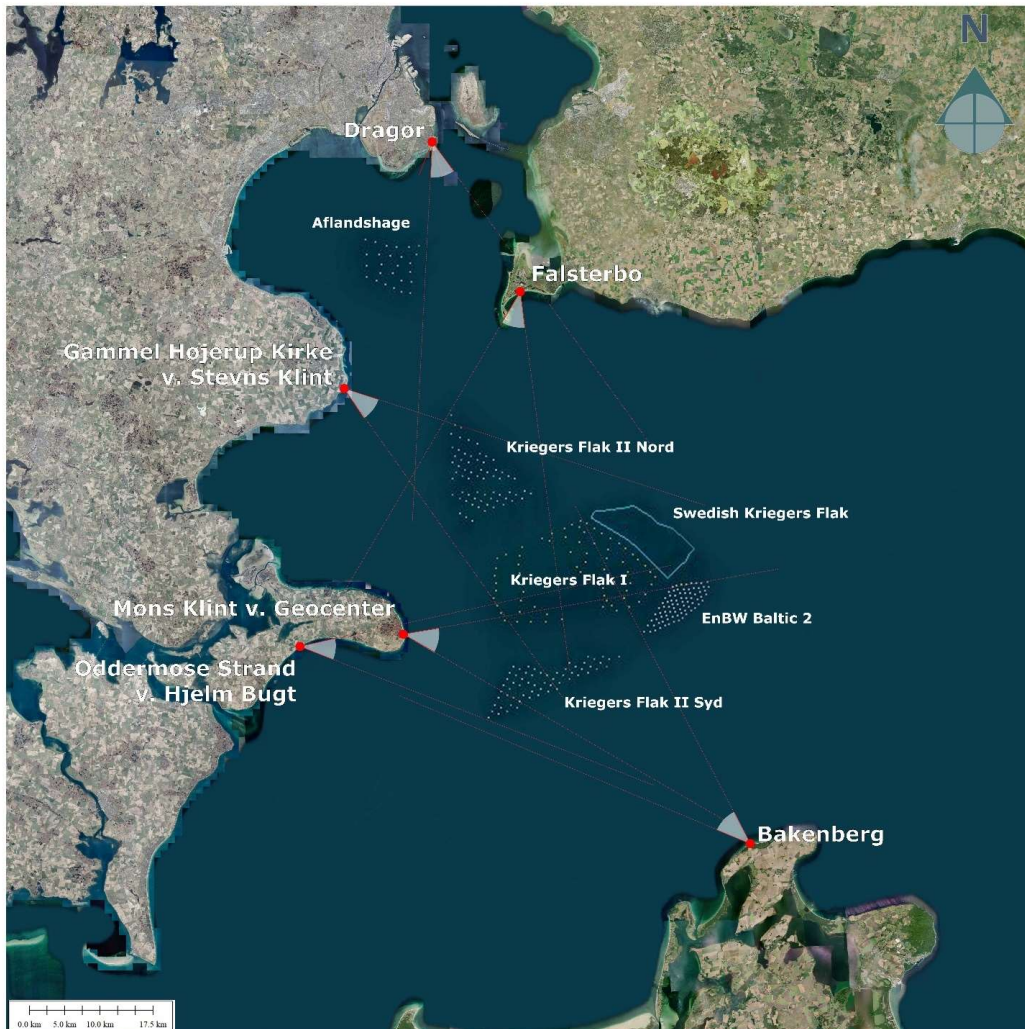 N
Dragør
Aflandshage
Falsterbo
Gammel Højerup Kirke
v. Stevns Klint
Kriegers Flak II Nord
Swedish Kriegers Flak
Kriegers Flak I
Møns Klint v. Geocenter
EnBW Baltic 2
Oddermose Strand
v. Hjelm Bugt
Kriegers Flak II Syd
Bakenberg
0.0 km 5.0 km 10.0 km 17.5 km